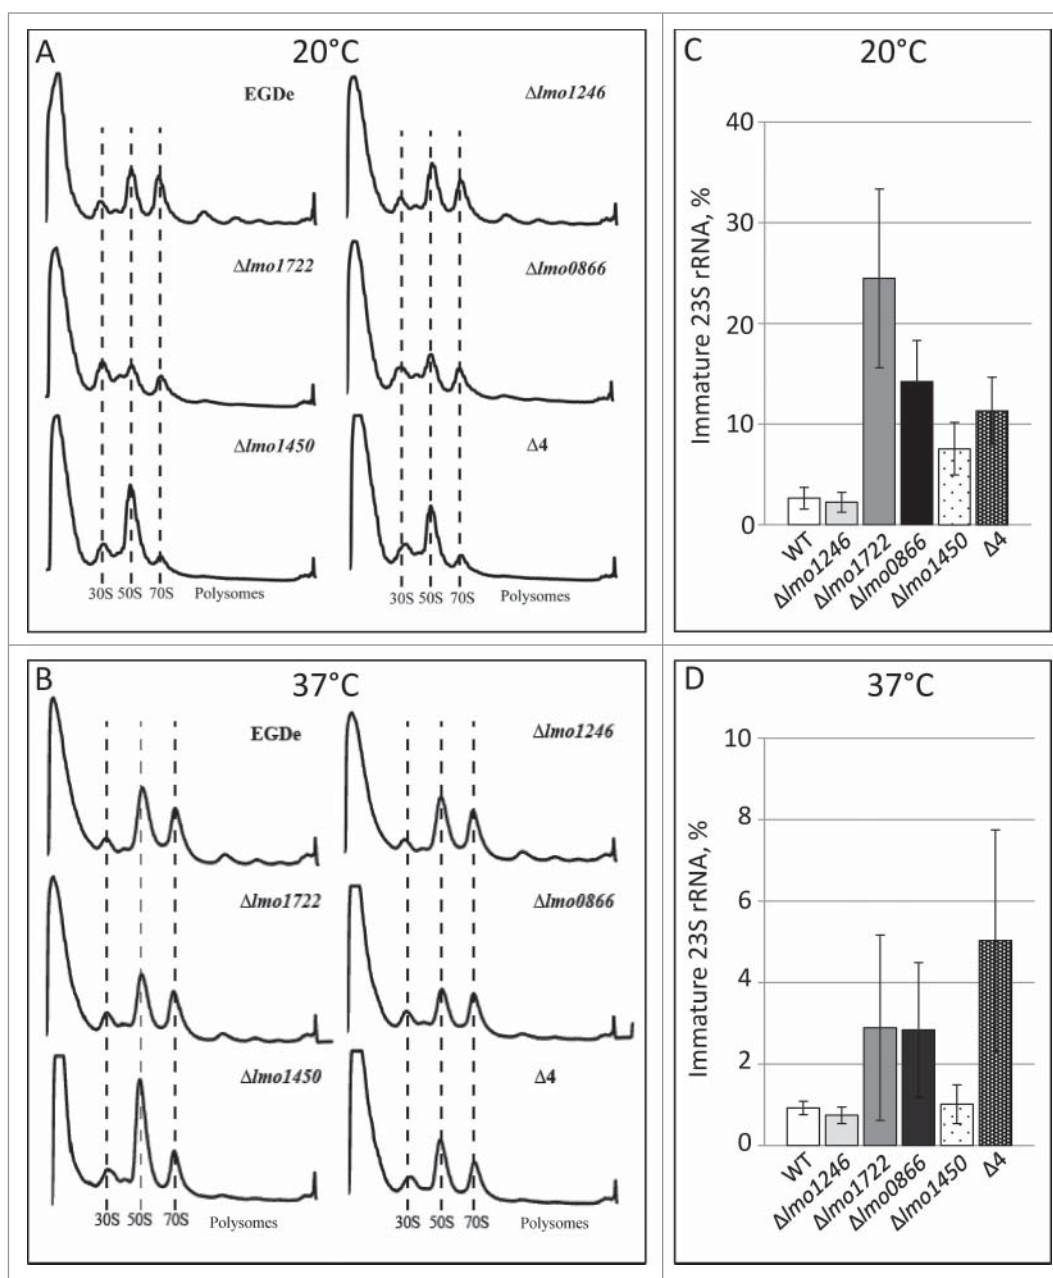 A
20°C
EGDe
Δlmo1246
Δlmo1722
Δlmo0866
Δlmo1450
Δ4
30S 50S 70S Polysomes
30S 50S 70S Polysomes
C
20°C
Immature 23S rRNA, %
40
30
20
10
0
WT
Δlmo1246
Δlmo1722
Δlmo0866
Δlmo1450
Δ4
B
37°C
EGDe
Δlmo1246
Δlmo1722
Δlmo0866
Δlmo1450
Δ4
30S 50S 70S Polysomes
30S 50S 70S Polysomes
D
37°C
Immature 23S rRNA, %
10
8
6
4
2
0
WT
Δlmo1246
Δlmo1722
Δlmo0866
Δlmo1450
Δ4